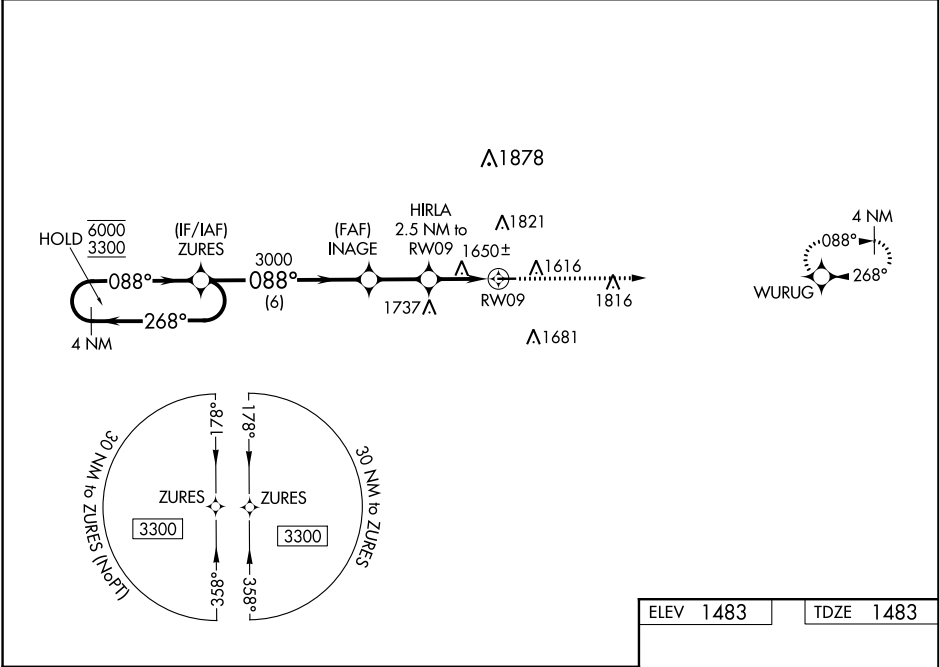 1878
HIRLA
2.5 NM to
RW09
1821
1650±
1616
1816
1737
RW09
1681
(FAF)
INAGE
(IF/IAF)
ZURES
3000
088°
(6)
HOLD
6000
3300
088°
268°
4 NM
4 NM
088°
268°
WURUG
30 NM to ZURES (NoPT)
178°
ZURES
3300
358°
178°
ZURES
3300
358°
30 NM to ZURES
ELEV 1483
TDZE 1483